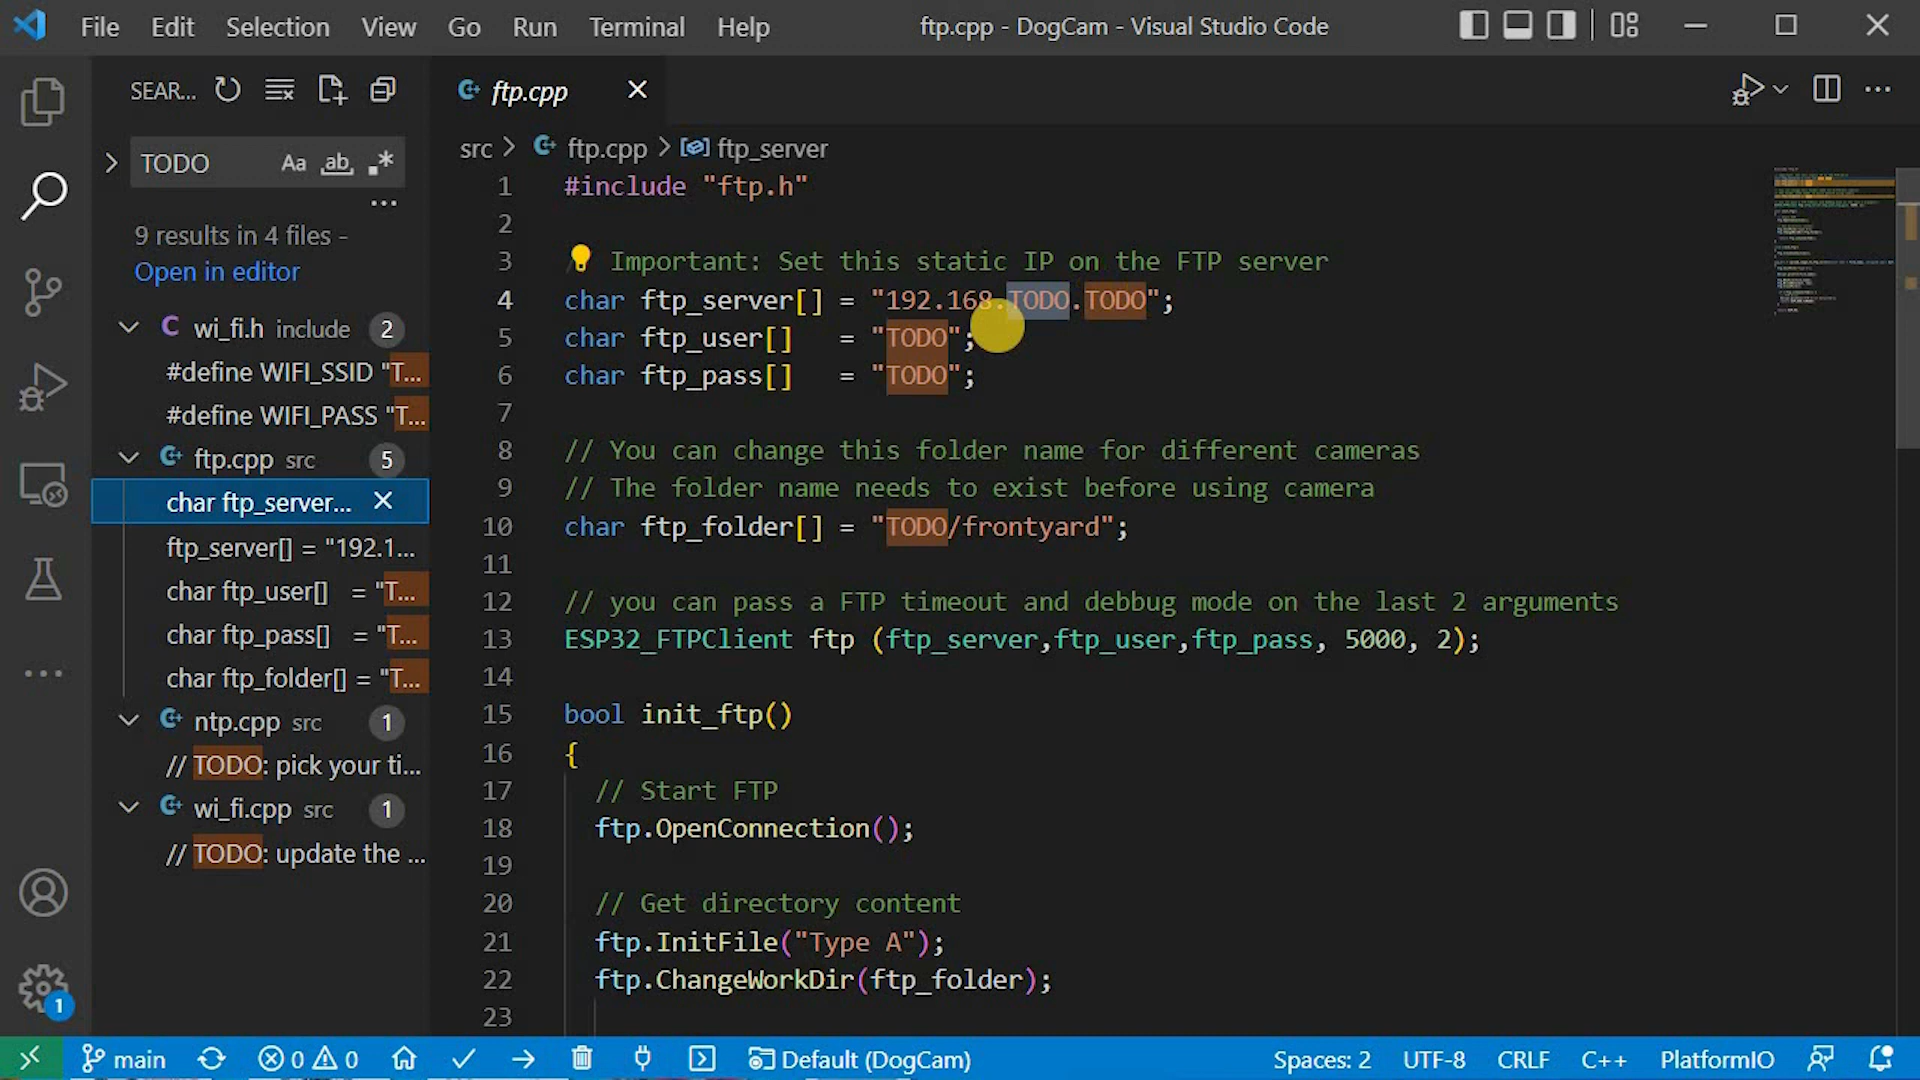 File Edit Selection View Go Run Terminal Help
ftp.cpp - DogCam - Visual Studio Code
SEAR...
TODO
Aa ab
9 results in 4 files -
Open in editor
wi_fi.h include 2
#define WIFI_SSID "T...
#define WIFI_PASS "T...
ftp.cpp src 5
char ftp_server...
ftp_server[] = "192.1...
char ftp_user[] = "T...
char ftp_pass[] = "T...
char ftp_folder[] = "T...
ntp.cpp src 1
// TODO: pick your ti...
wi_fi.cpp src 1
// TODO: update the ...
1
ftp.cpp
src > ftp.cpp > ftp_server
1 #include "ftp.h"
2
3 Important: Set this static IP on the FTP server
4 char ftp_server[] = "192.168.TODO.TODO";
5 char ftp_user[] = "TODO";
6 char ftp_pass[] = "TODO";
7
8 // You can change this folder name for different cameras
9 // The folder name needs to exist before using camera
10 char ftp_folder[] = "TODO/frontyard";
11
12 // you can pass a FTP timeout and debbug mode on the last 2 arguments
13 ESP32_FTPClient ftp (ftp_server,ftp_user,ftp_pass, 5000, 2);
14
15 bool init_ftp()
16 {
17 // Start FTP
18 ftp.OpenConnection();
19
20 // Get directory content
21 ftp.InitFile("Type A");
22 ftp.ChangeWorkDir(ftp_folder);
23
main 0 0 Default (DogCam) Spaces: 2 UTF-8 CRLF C++ PlatformIO